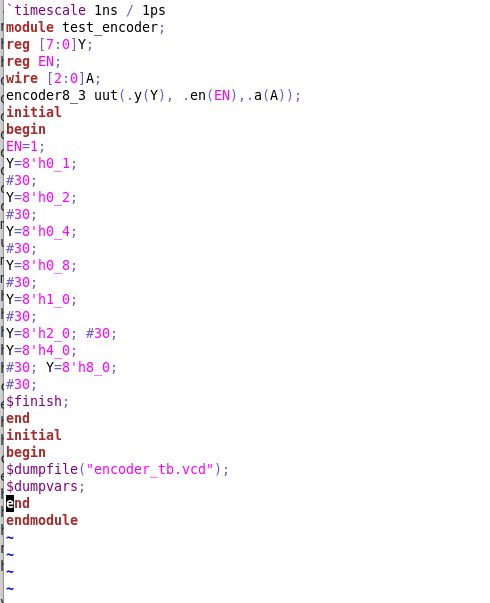 `timescale 1ns / 1ps
module test_encoder;
reg [7:0]Y;
reg EN;
wire [2:0]A;
encoder8_3 uut(.y(Y), .en(EN),.a(A));
initial
begin
EN=1;
Y=8'h0_1;
#30;
Y=8'h0_2;
#30;
Y=8'h0_4;
#30;
Y=8'h0_8;
#30;
Y=8'h1_0;
#30;
Y=8'h2_0; #30;
Y=8'h4_0;
#30; Y=8'h8_0;
#30;
$finish;
end
initial
begin
$dumpfile("encoder_tb.vcd");
$dumpvars;
end
endmodule
~
~
~
~